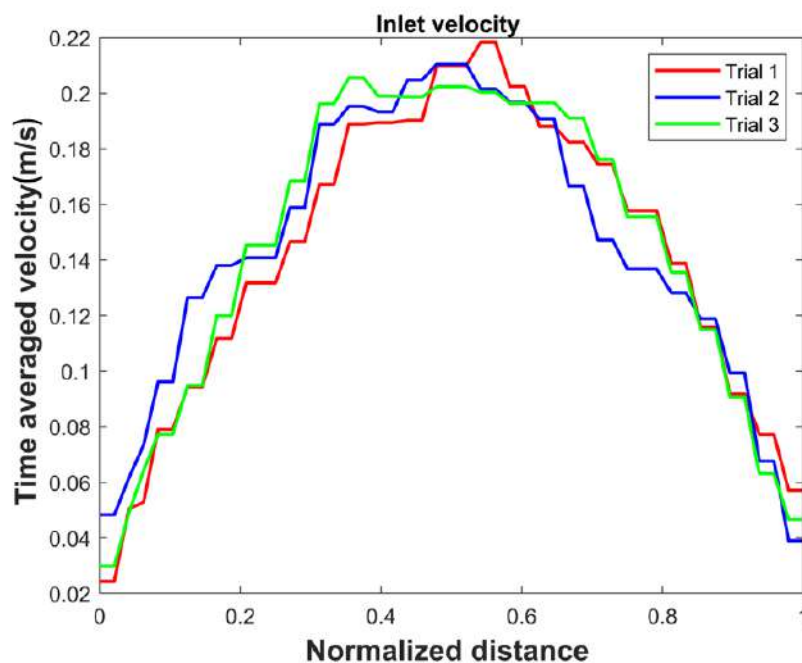 Inlet velocity
0.22
0.2
0.18
0.16
0.14
0.12
0.1
0.08
0.06
0.04
0.02
Time averaged velocity(m/s)
Trial 1
Trial 2
Trial 3
0 0.2 0.4 0.6 0.8 1
Normalized distance